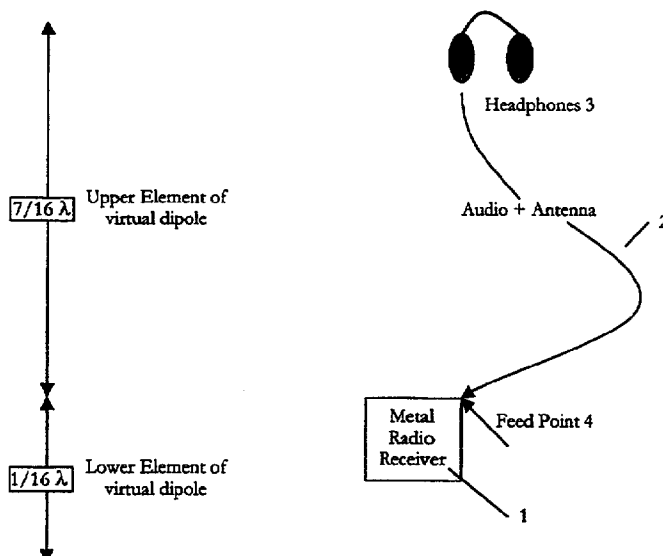 Headphones 3
7/16 λ
Upper Element of
virtual dipole
Audio + Antenna
2
Metal
Radio
Receiver
Feed Point 4
1/16 λ
Lower Element of
virtual dipole
1